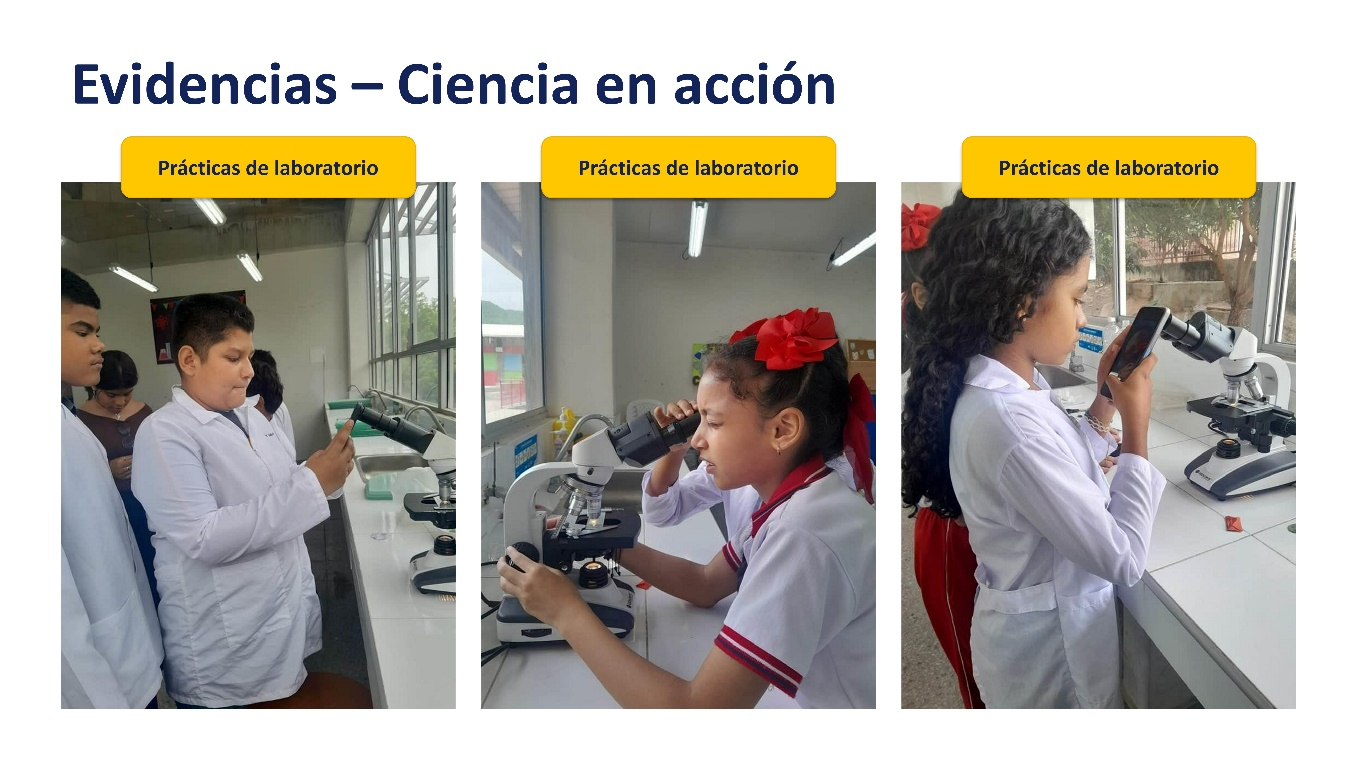 Evidencias – Ciencia en acción
Prácticas de laboratorio
Prácticas de laboratorio
Prácticas de laboratorio